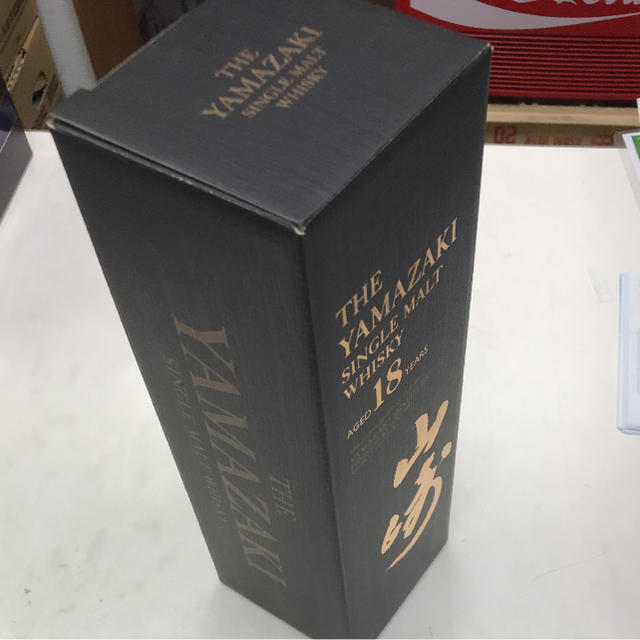 THE
YAMAZAKI
SINGLE MALT
WHISKY
THE
YAMAZAKI
SINGLE MALT
WHISKY
AGED 18 YEARS
山崎
THE
YAMAZAKI
SINGLE MALT WHISKY